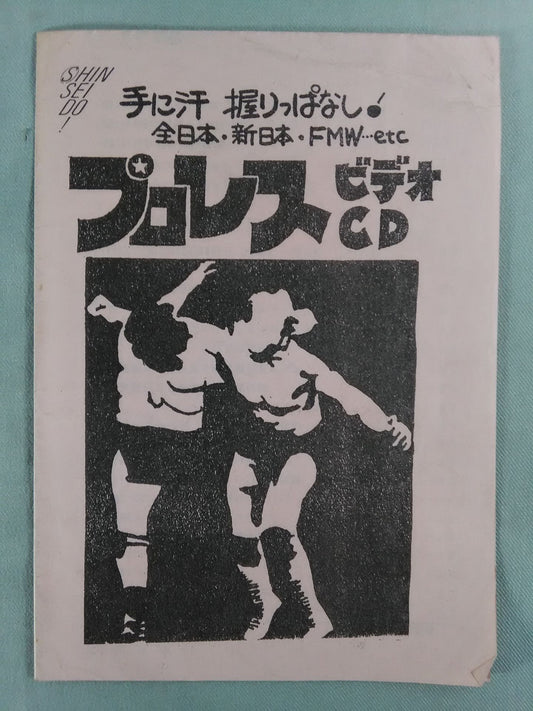 SHIN
SEI
DO!
手に汗 握りっぱなし!
全日本・新日本・FMW…etc
プロレス
ビデオ
CD